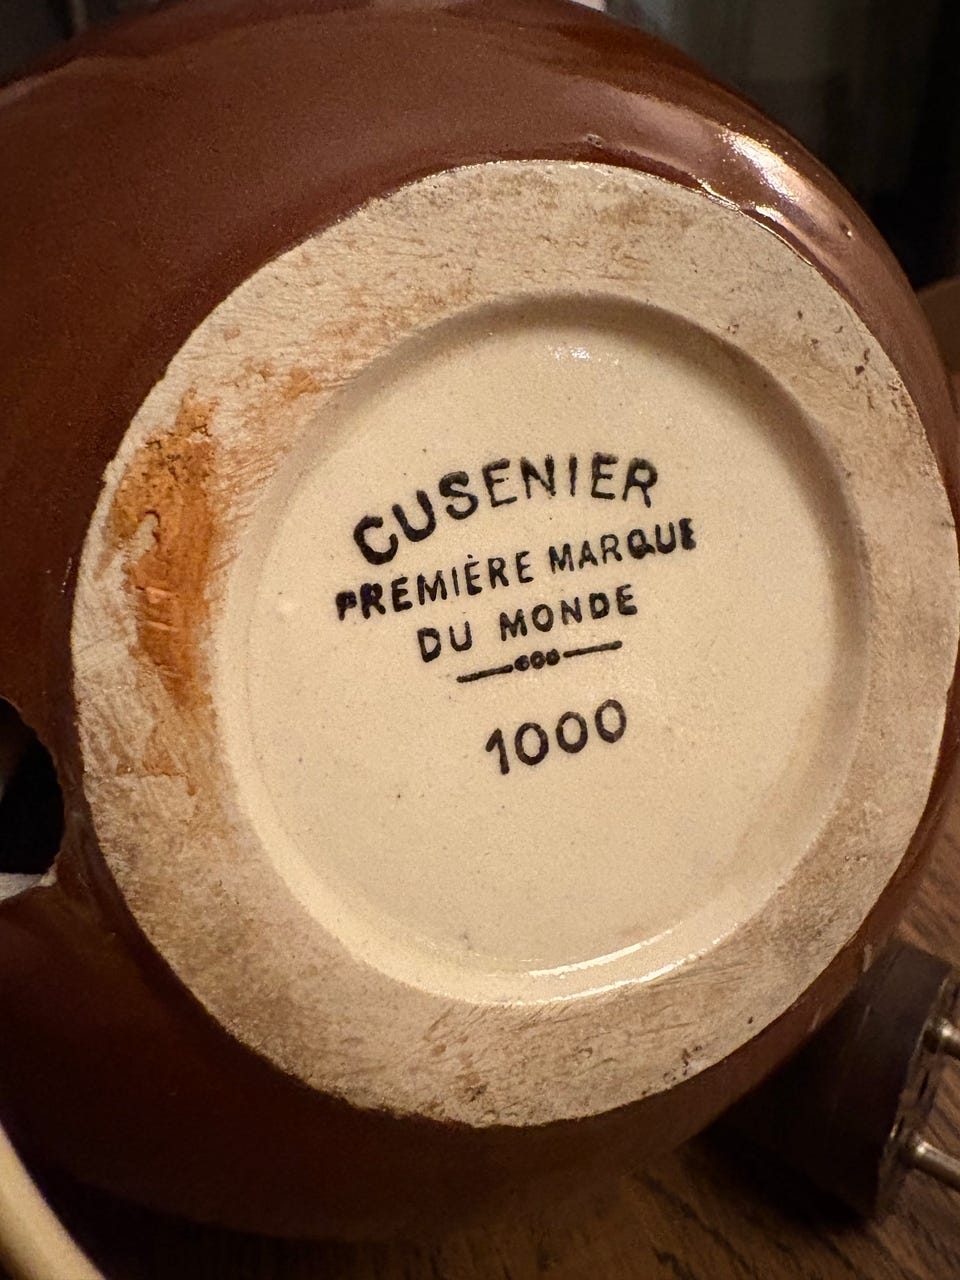 CUSENIER
PREMIÈRE MARQUE
DU MONDE
1000